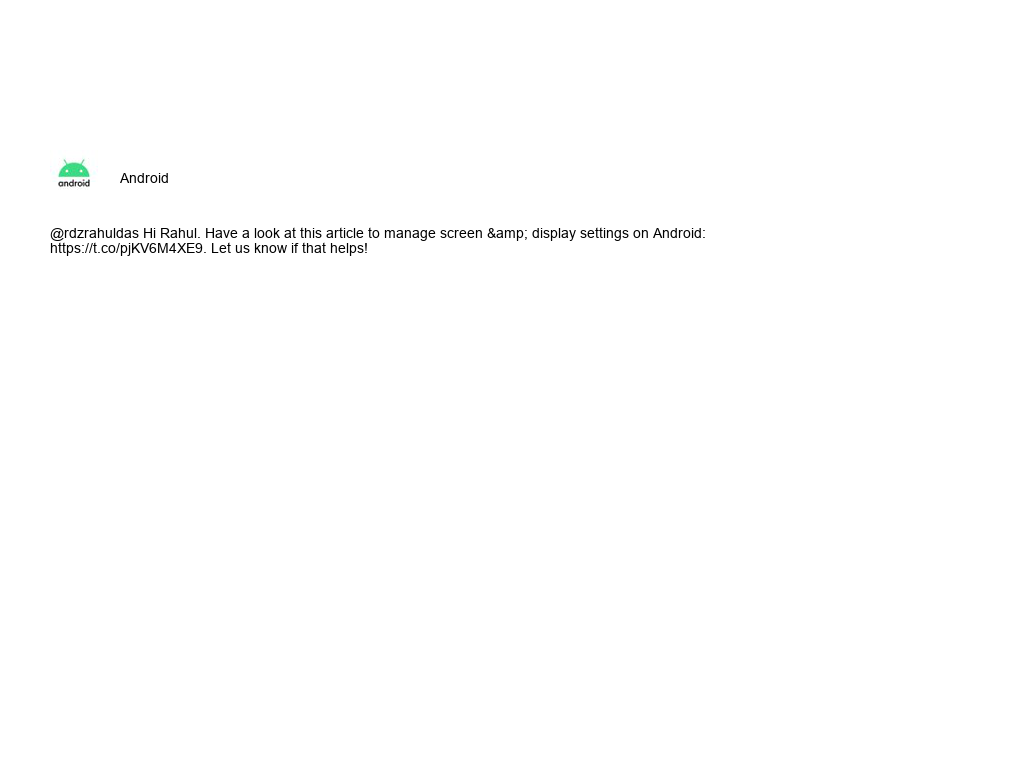 android
Android
@rdzrahuldas Hi Rahul. Have a look at this article to manage screen &amp; display settings on Android:
https://t.co/pjKV6M4XE9. Let us know if that helps!